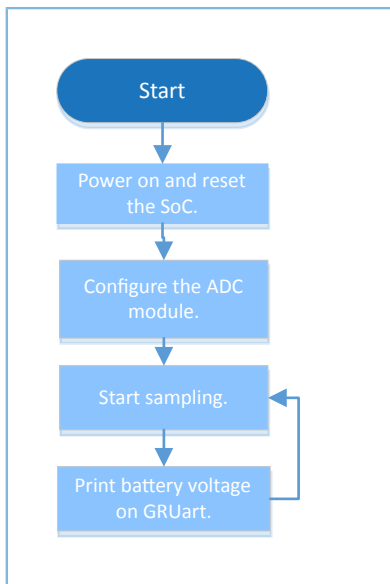 Start
Power on and reset
the SoC.
Configure the ADC
module.
Start sampling.
Print battery voltage
on GRUart.